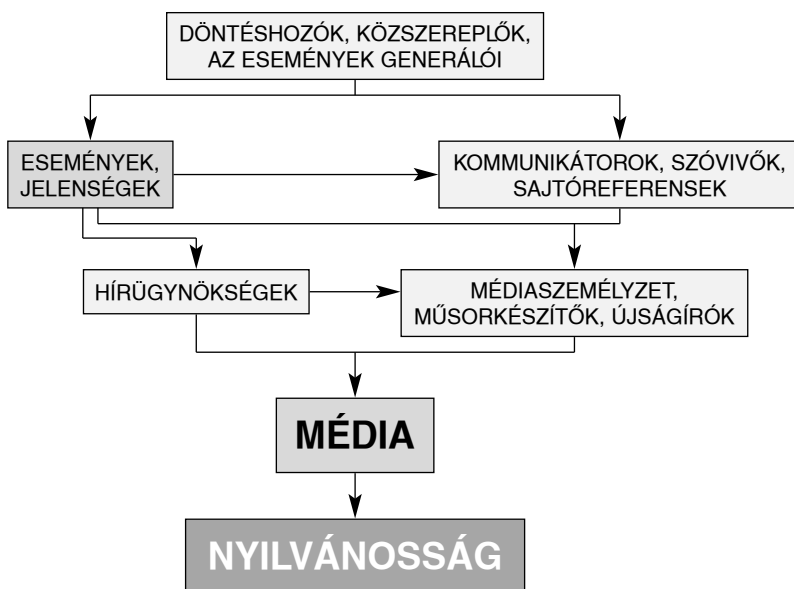 DÖNTÉSHOZÓK, KÖZSZEREPLŐK,
AZ ESEMÉNYEK GENERÁLÓI
ESEMÉNYEK,
JELENSÉGEK
KOMMUNIKÁTOROK, SZÓVIVŐK,
SAJTÓREFERENSEK
HÍRÜGYNÖKSÉGEK
MÉDIASZEMÉLYZET,
MŰSORKÉSZÍTŐK, ÚJSÁGÍRÓK
MÉDIA
NYILVÁNOSSÁG